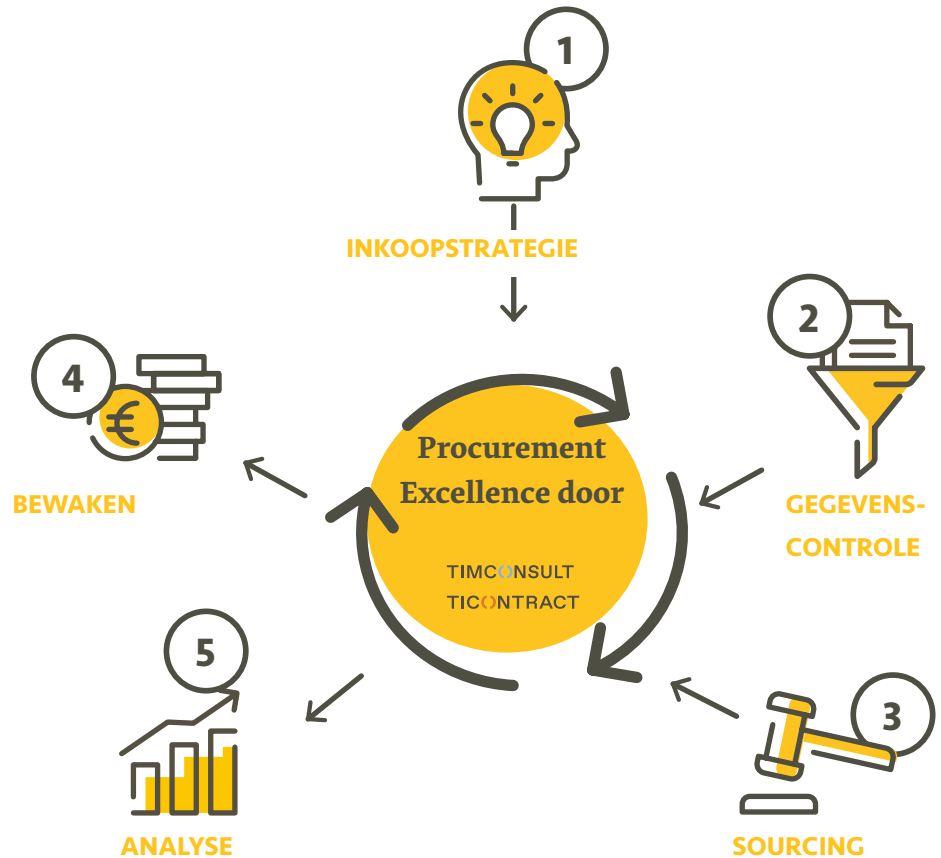 1
INKOOPSTRATEGIE
2
GEGEVENS-
CONTROLE
3
SOURCING
4
€
BEWAKEN
5
ANALYSE
Procurement
Excellence door
TIMCONSULT
TICONTRACT